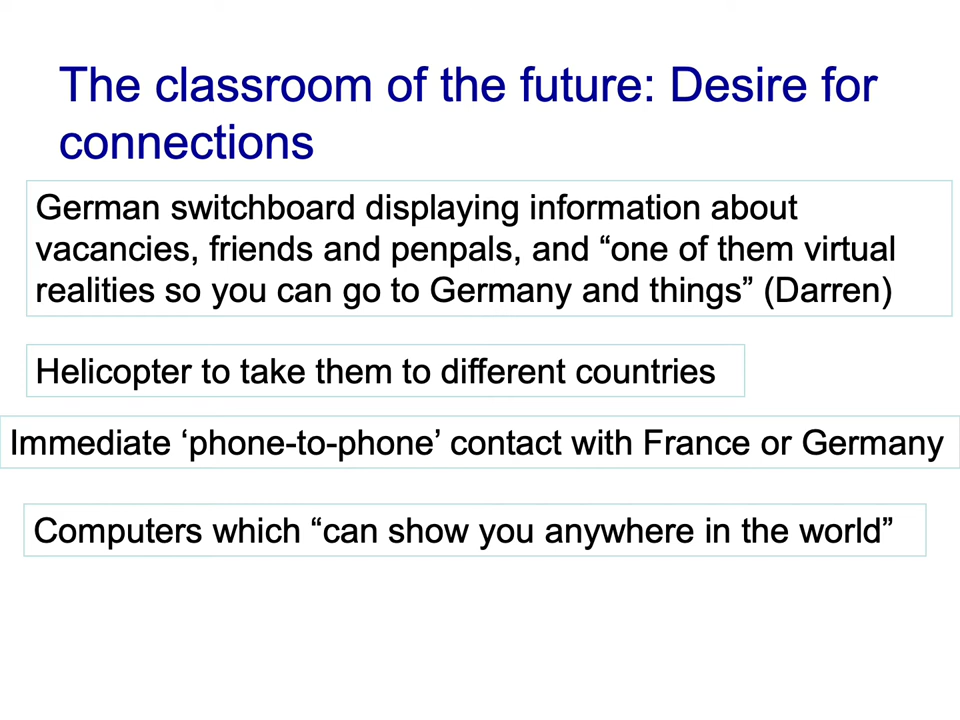 The classroom of the future: Desire for
connections
German switchboard displaying information about
vacancies, friends and penpals, and “one of them virtual
realities so you can go to Germany and things” (Darren)
Helicopter to take them to different countries
Immediate ‘phone-to-phone’ contact with France or Germany
Computers which “can show you anywhere in the world”